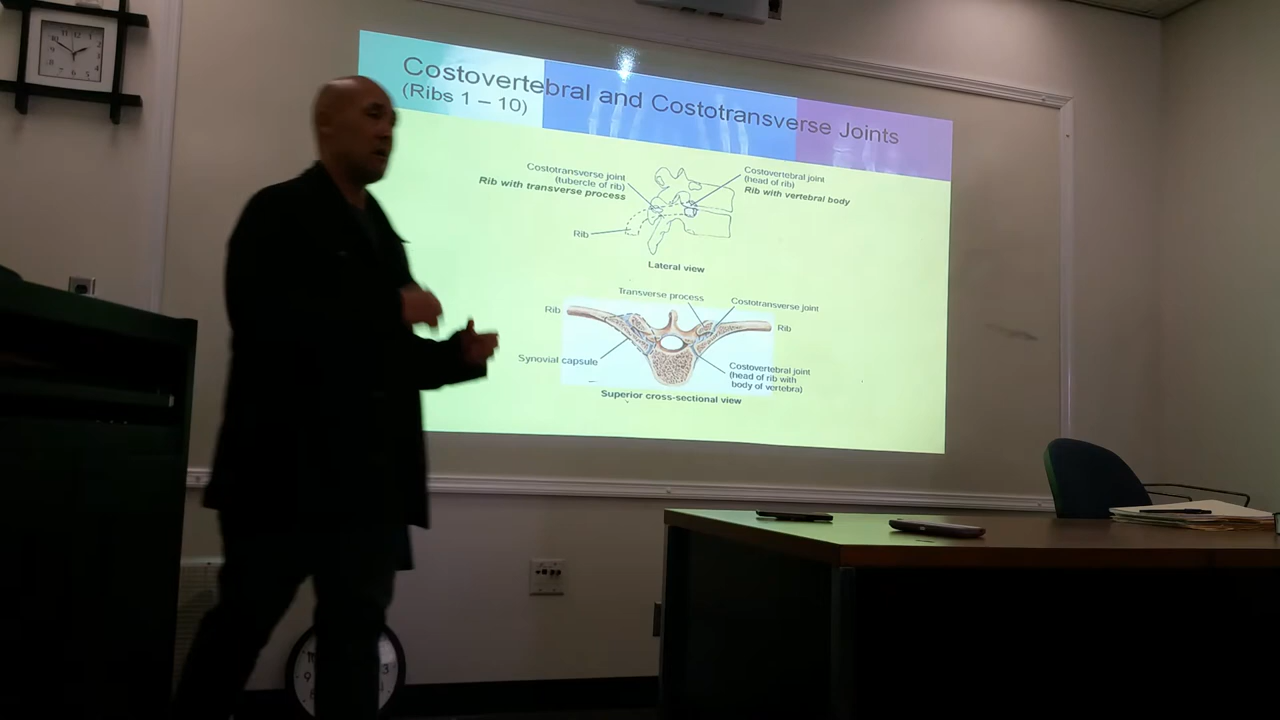 Costovertebral and Costotransverse Joints
(Ribs 1 – 10)
Costotransverse joint
(tubercle of rib)
Rib with transverse process
Costovertebral joint
(head of rib)
Rib with vertebral body
Rib
Lateral view
Transverse process
Costotransverse joint
Rib
Rib
Synovial capsule
Costovertebral joint
(head of rib with
body of vertebra)
Superior cross-sectional view